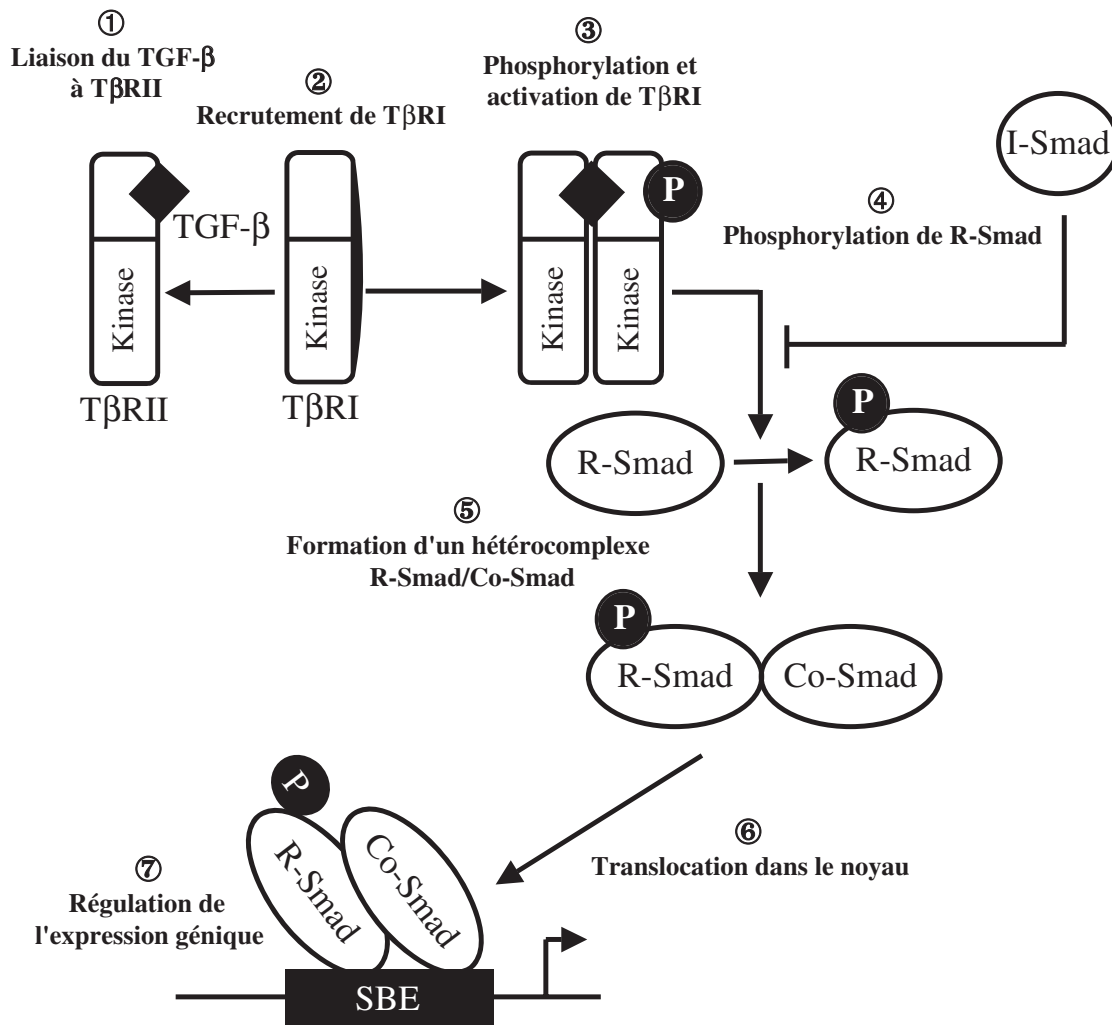 ①
Liaison du TGF-β
à TβRII
②
Recrutement de TβRI
③
Phosphorylation et
activation de TβRI
I-Smad
P
④
Phosphorylation de R-Smad
TGF-β
Kinase
Kinase
Kinase
Kinase
TβRII
TβRI
P
R-Smad
R-Smad
⑤
Formation d'un hétérocomplexe
R-Smad/Co-Smad
P
R-Smad
Co-Smad
P
R-Smad
Co-Smad
⑥
Translocation dans le noyau
⑦
Régulation de
l'expression génique
SBE